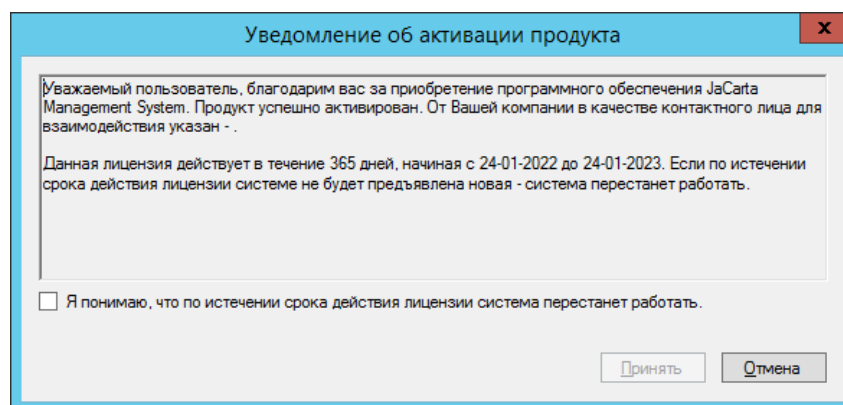 Уведомление об активации продукта
x
Уважаемый пользователь, благодарим вас за приобретение программного обеспечения JaCarta
Management System. Продукт успешно активирован. От Вашей компании в качестве контактного лица для
взаимодействия указан - .
Данная лицензия действует в течение 365 дней, начиная с 24-01-2022 до 24-01-2023. Если по истечении
срока действия лицензии системе не будет предъявлена новая - система перестанет работать.
Я понимаю, что по истечении срока действия лицензии система перестанет работать.
Принять Отмена